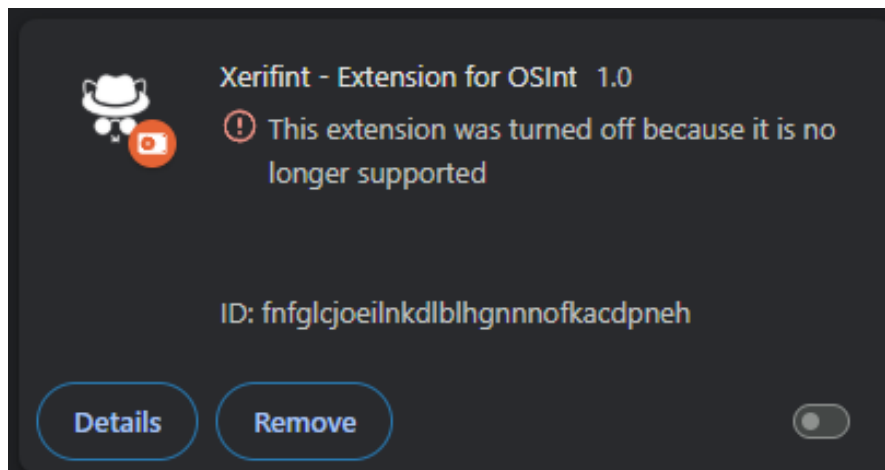 Xerifint - Extension for OSInt 1.0
This extension was turned off because it is no
longer supported
ID: fnfglcjoeilnkdlblhgnnnofkacdpneh
Details Remove